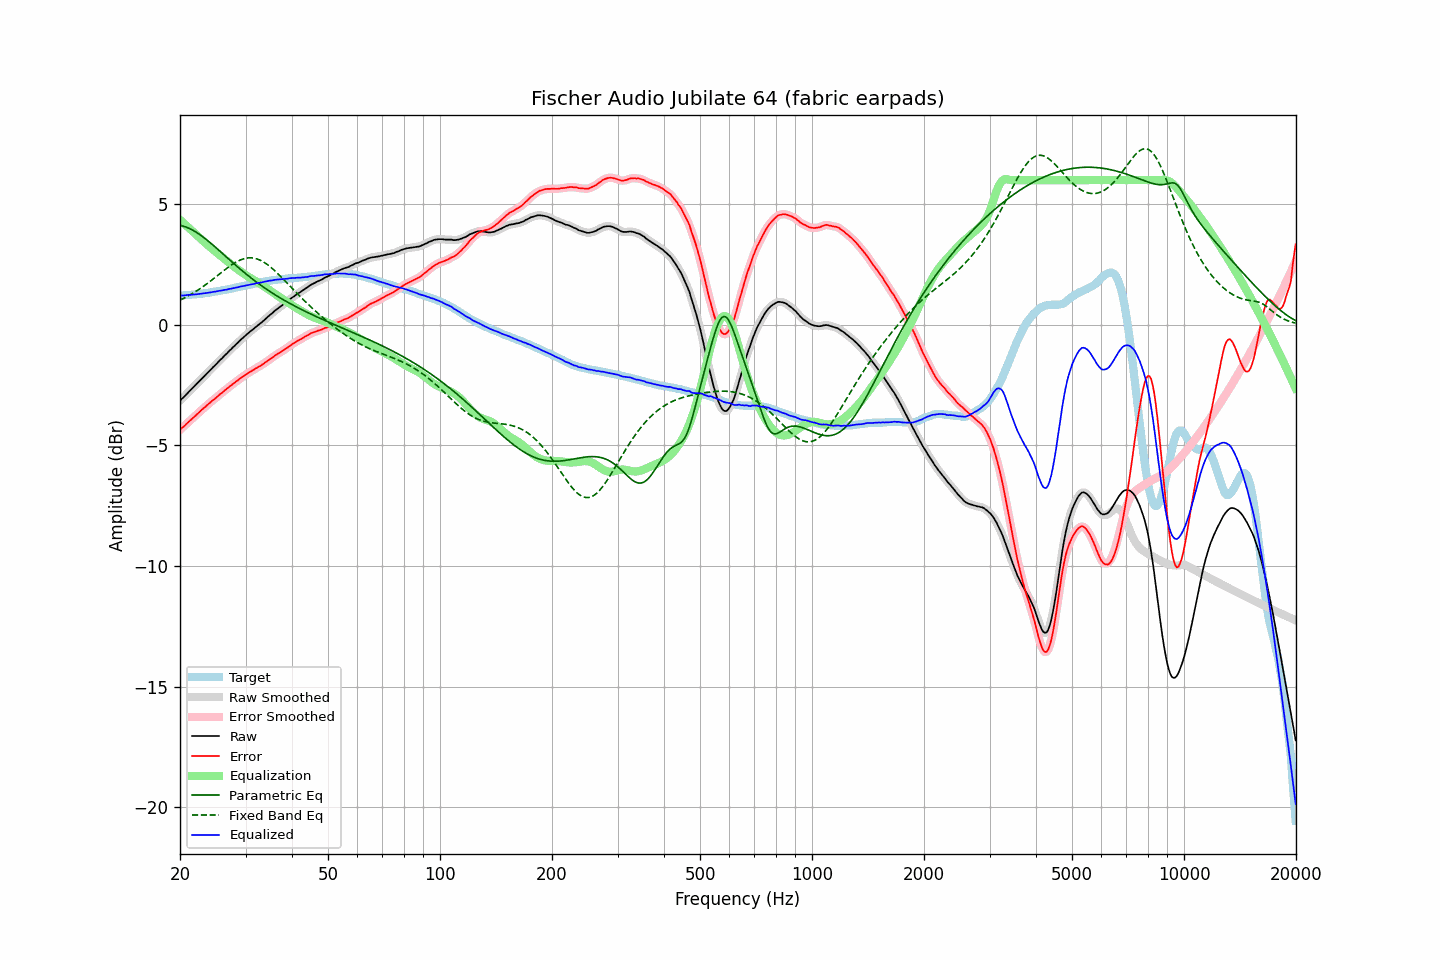 Fischer Audio Jubilate 64 (fabric earpads)
Amplitude (dBr)
5
0
−5
−10
−15
−20
Target
Raw Smoothed
Error Smoothed
Raw
Error
Equalization
Parametric Eq
Fixed Band Eq
Equalized
20 50 100 200 500 1000 2000 5000 10000 20000
Frequency (Hz)